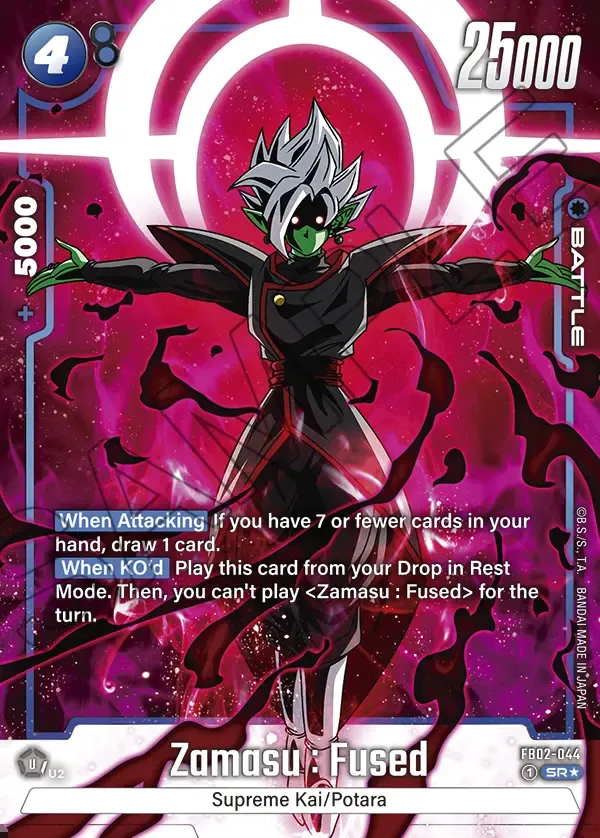 4
25000
+ 5000
BATTLE
SAMPLE
When Attacking If you have 7 or fewer cards in your
hand, draw 1 card.
When KO'd Play this card from your Drop in Rest
Mode. Then, you can't play <Zamasu : Fused> for the
turn.
©B.S./S., T.A. BANDAI MADE IN JAPAN
U/U2
Zamasu : Fused
FB02-044
1 SR★
Supreme Kai/Potara